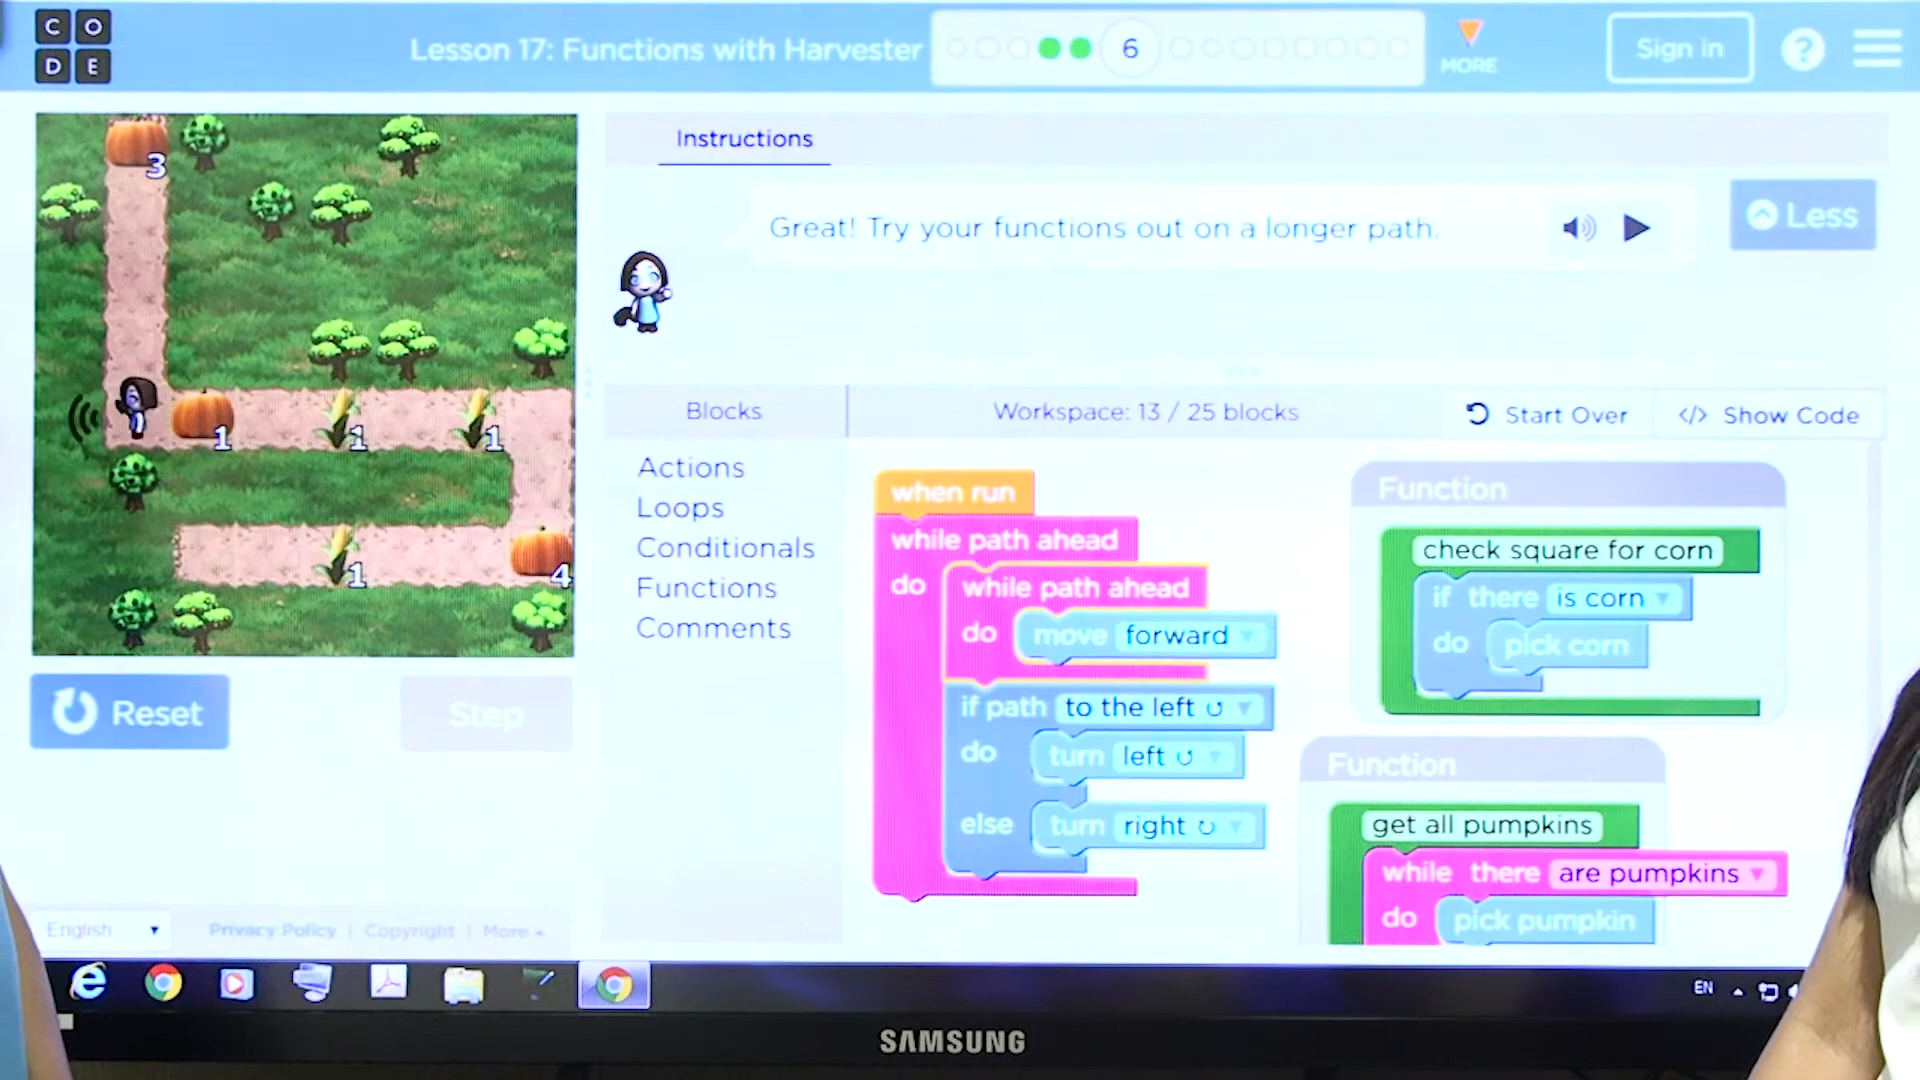 CO
DE
Lesson 17: Functions with Harvester
6
MORE
Sign in
?
3
1
1
1
1
4
Instructions
Great! Try your functions out on a longer path.
Less
Blocks
Workspace: 13 / 25 blocks
Start Over
</> Show Code
Actions
Loops
Conditionals
Functions
Comments
when run
while path ahead
do
while path ahead
do
move forward
if path to the left ↺
do
turn left ↺
else
turn right ↻
Function
check square for corn
if there is corn
do
pick corn
Function
get all pumpkins
while there are pumpkins
do
pick pumpkin
Reset
Step
English
Privacy Policy | Copyright | More
EN
SAMSUNG